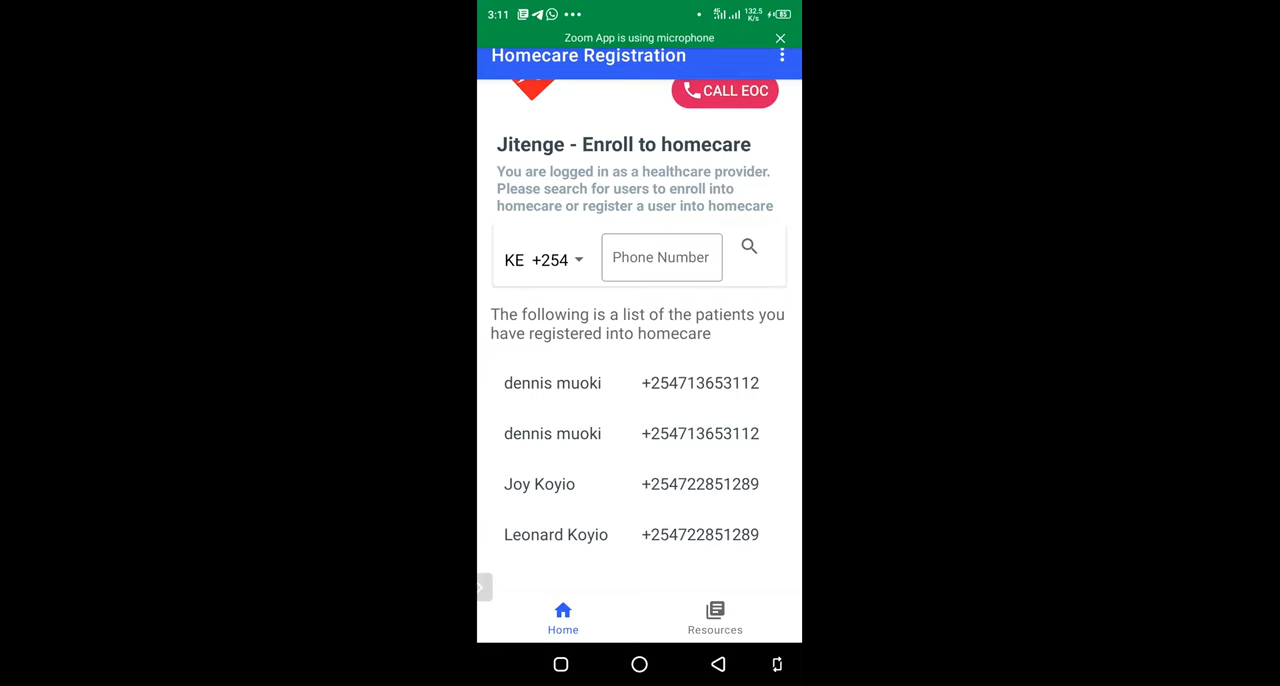 3:11 132.5 K/s 85
Zoom App is using microphone
Homecare Registration
CALL EOC
Jitenge - Enroll to homecare
You are logged in as a healthcare provider.
Please search for users to enroll into
homecare or register a user into homecare
KE +254 Phone Number
The following is a list of the patients you
have registered into homecare
dennis muoki +254713653112
dennis muoki +254713653112
Joy Koyio +254722851289
Leonard Koyio +254722851289
Home Resources